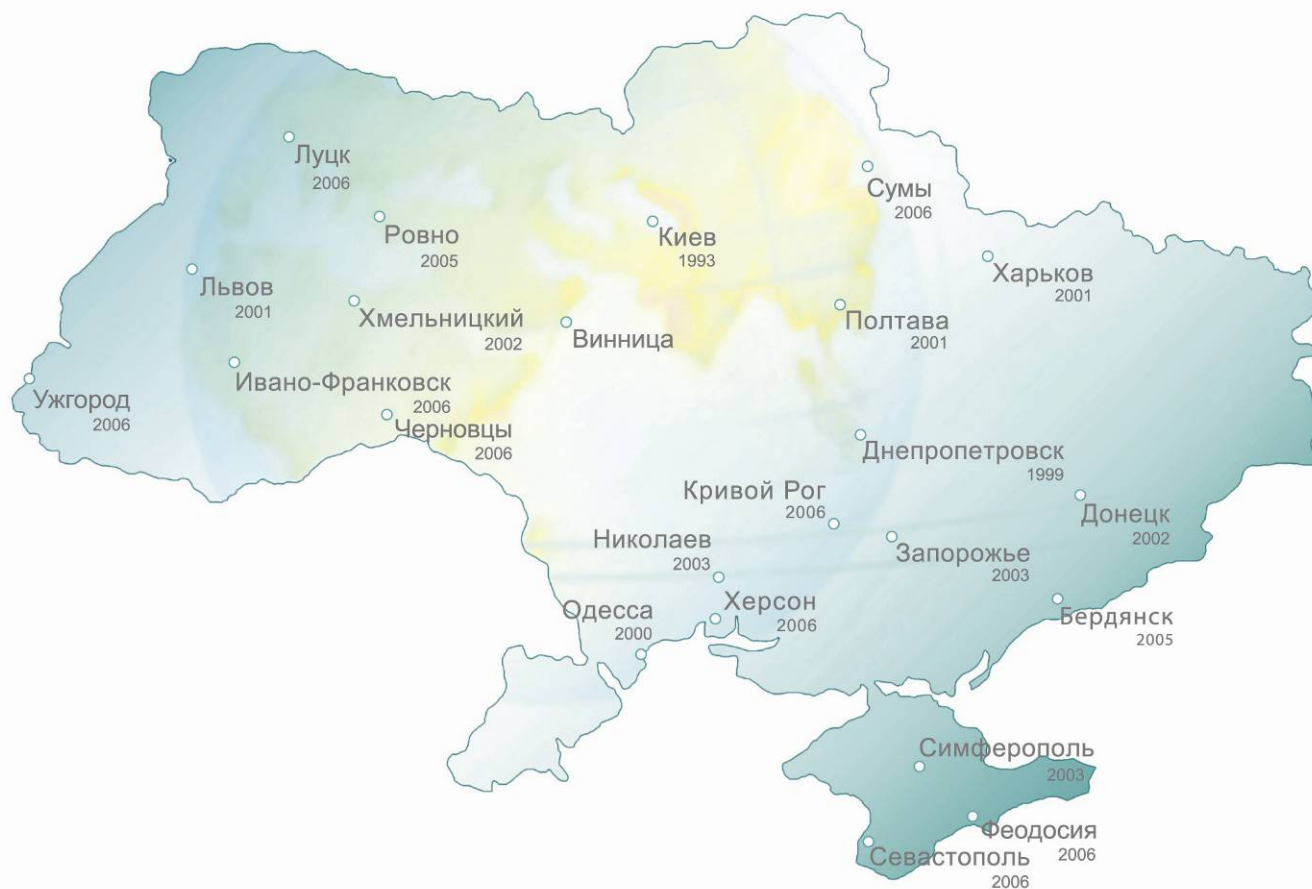 Луцк
2006
Сумы
2006
Ровно
2005
Киев
1993
Харьков
2001
Львов
2001
Хмельницкий
2002
Винница
Полтава
2001
Ивано-Франковск
2006
Ужгород
2006
Черновцы
2006
Днепропетровск
1999
Кривой Рог
2006
Донецк
2002
Николаев
2003
Запорожье
2003
Одесса
2000
Херсон
2006
Бердянск
2005
Симферополь
2003
Феодосия
2006
Севастополь
2006